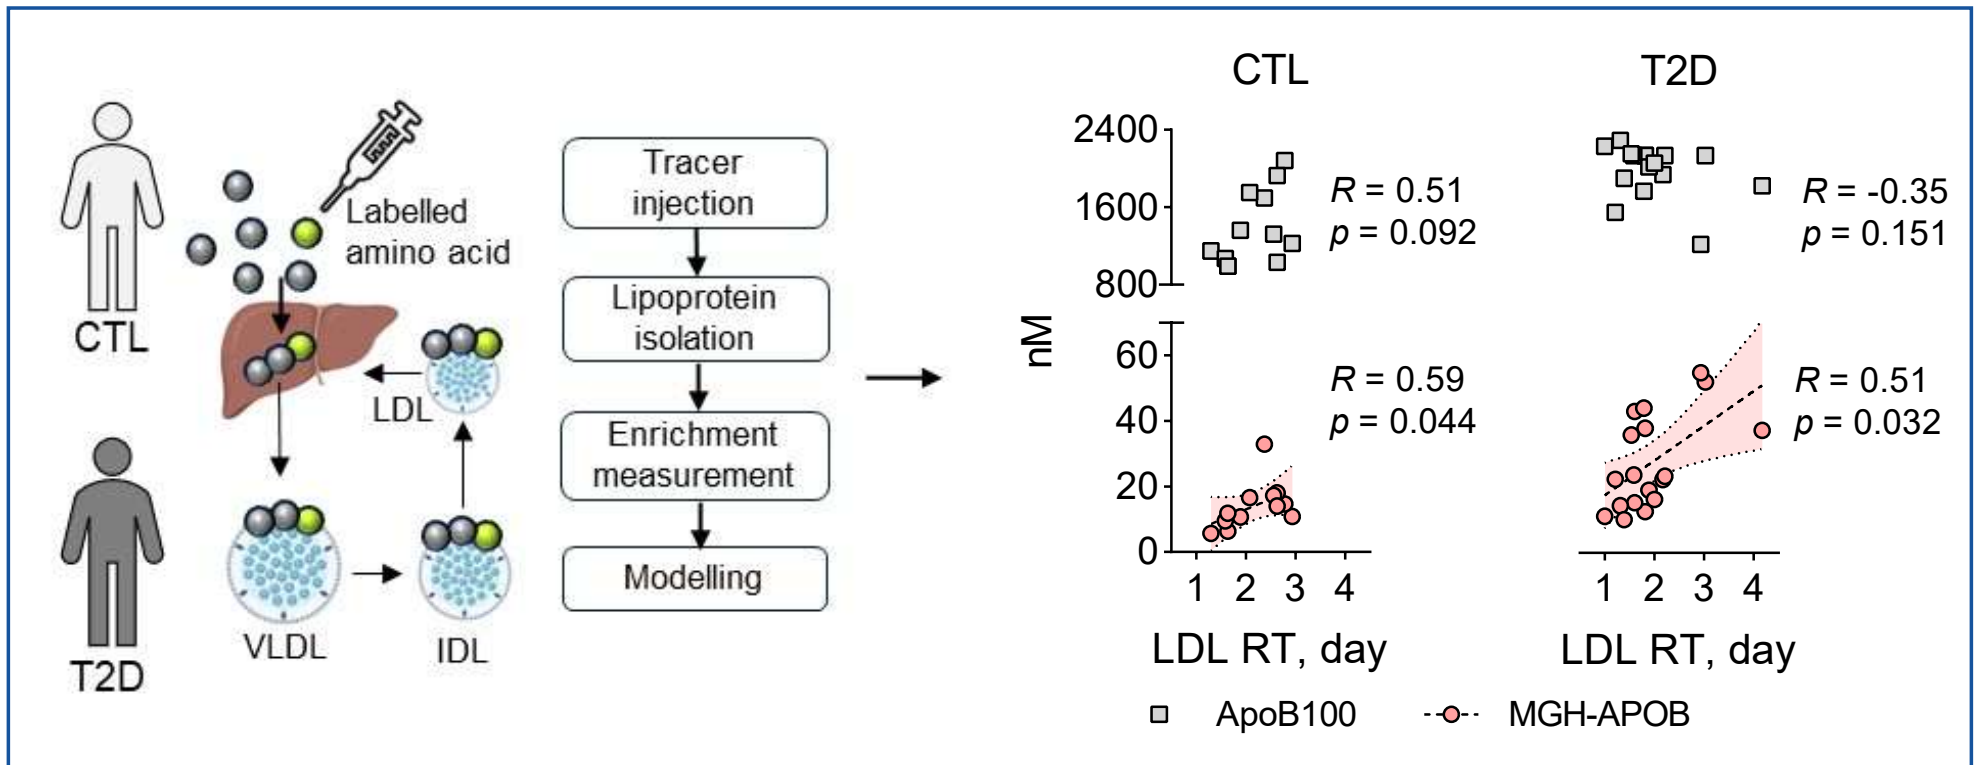 CTL
T2D
Labelled
amino acid
LDL
VLDL
IDL
Tracer
injection
Lipoprotein
isolation
Enrichment
measurement
Modelling
nM
CTL
2400
1600
800
R = 0.51
p = 0.092
60
40
20
0
R = 0.59
p = 0.044
1 2 3 4
LDL RT, day
T2D
R = -0.35
p = 0.151
R = 0.51
p = 0.032
1 2 3 4
LDL RT, day
ApoB100
MGH-APOB